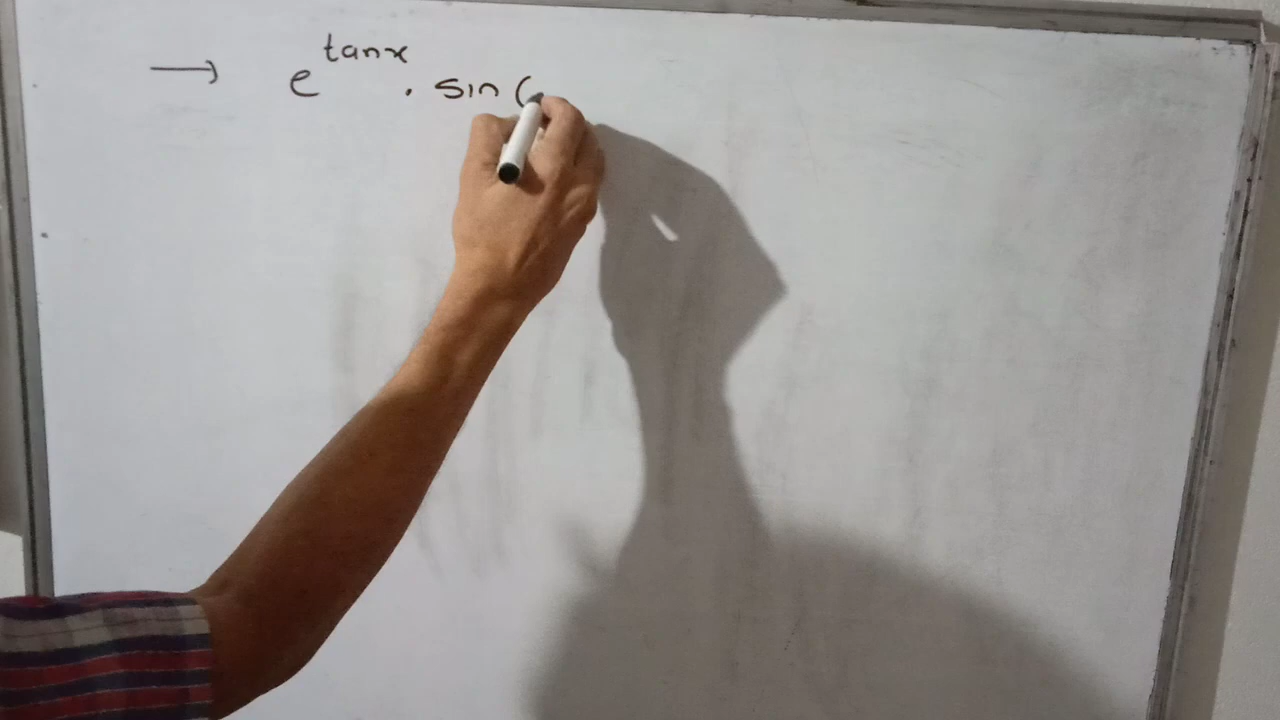 → e^tanx . sin(